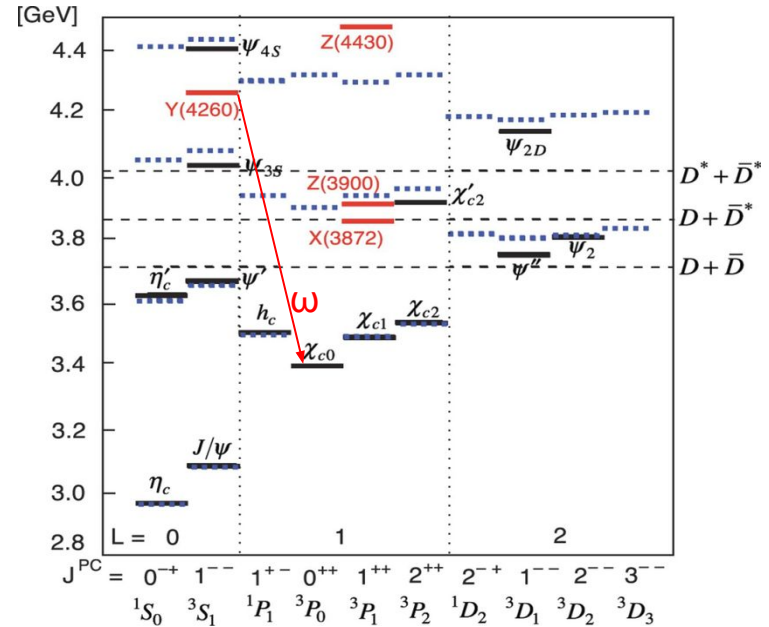 [GeV]
4.4
4.2
4.0
3.8
3.6
3.4
3.2
3.0
2.8
ψ4S
Z(4430)
Y(4260)
ψ2D
ψ3S
D* + D̄*
Z(3900)
χ′c2
D + D̄*
X(3872)
ψ2
ψ″
D + D̄
η′c
ψ′
ω
hc
χc0
χc1
χc2
J/ψ
ηc
L = 0 1 2
J^PC = 0⁻⁺ 1⁻⁻ 1⁺⁻ 0⁺⁺ 1⁺⁺ 2⁺⁺ 2⁻⁺ 1⁻⁻ 2⁻⁻ 3⁻⁻
¹S₀ ³S₁ ¹P₁ ³P₀ ³P₁ ³P₂ ¹D₂ ³D₁ ³D₂ ³D₃